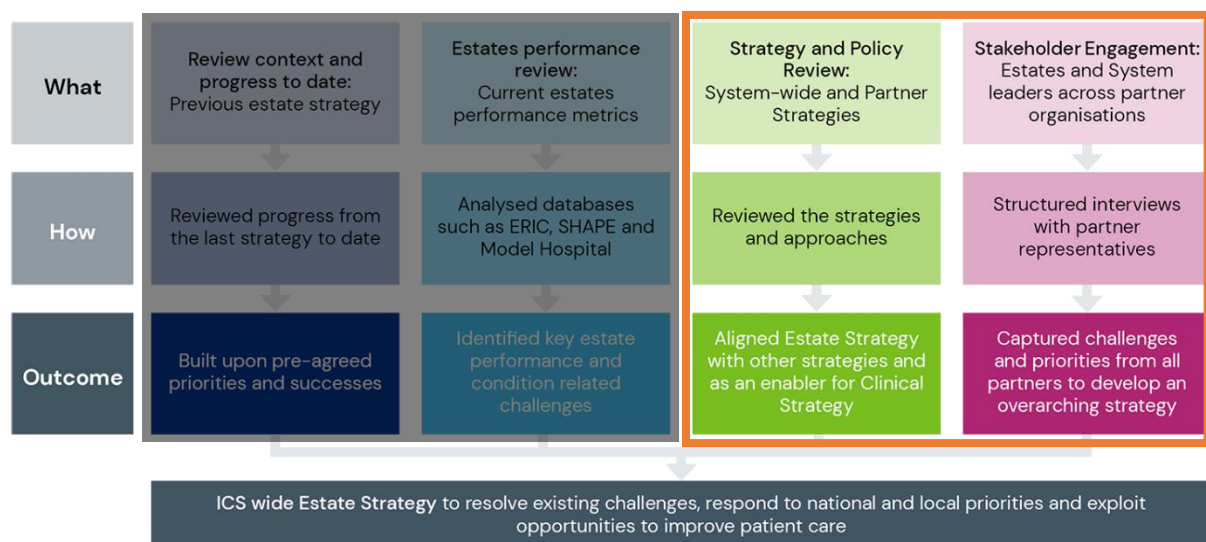 What
Review context and
progress to date:
Previous estate strategy
Estates performance
review:
Current estates
performance metrics
Strategy and Policy
Review:
System-wide and Partner
Strategies
Stakeholder Engagement:
Estates and System
leaders across partner
organisations
How
Reviewed progress from
the last strategy to date
Analysed databases
such as ERIC, SHAPE and
Model Hospital
Reviewed the strategies
and approaches
Structured interviews
with partner
representatives
Outcome
Built upon pre-agreed
priorities and successes
Identified key estate
performance and
condition related
challenges
Aligned Estate Strategy
with other strategies and
as an enabler for Clinical
Strategy
Captured challenges
and priorities from all
partners to develop an
overarching strategy
ICS wide Estate Strategy to resolve existing challenges, respond to national and local priorities and exploit
opportunities to improve patient care